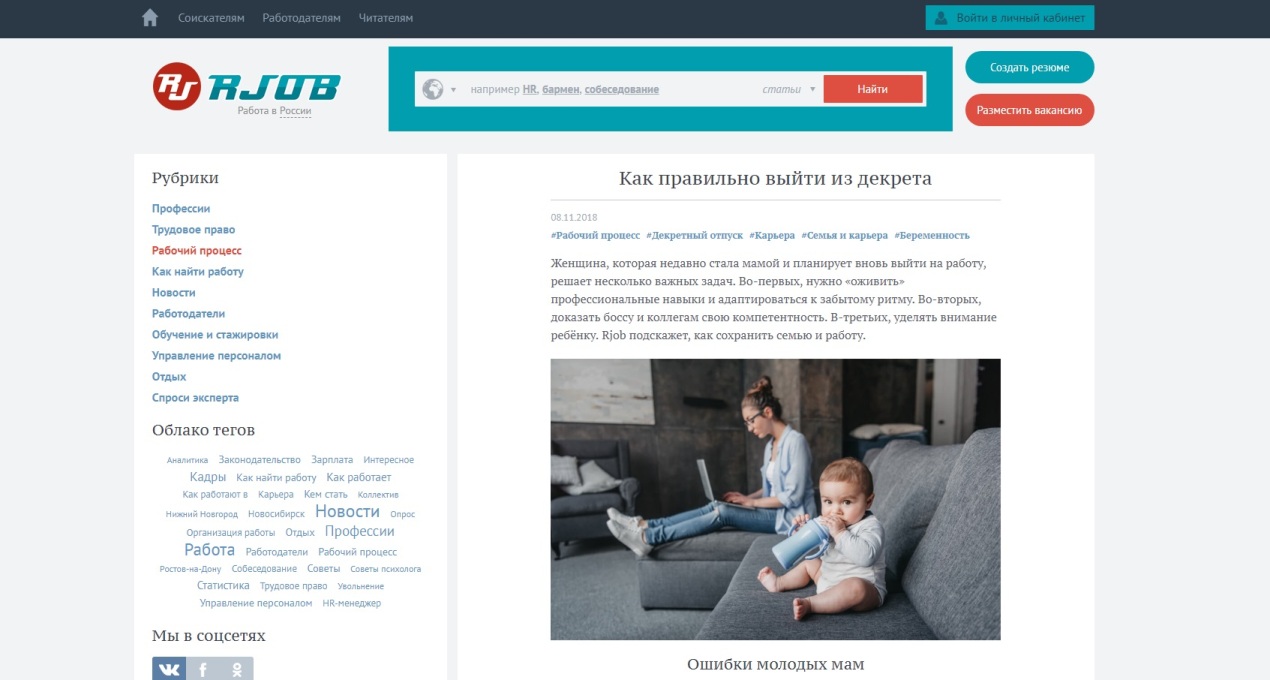 Соискателям Работодателям Читателям Войти в личный кабинет
RJ RJOB
Работа в России
например HR, бармен, собеседование статьи Найти
Создать резюме
Разместить вакансию
Рубрики
Профессии
Трудовое право
Рабочий процесс
Как найти работу
Новости
Работодатели
Обучение и стажировки
Управление персоналом
Отдых
Спроси эксперта
Облако тегов
Аналитика Законодательство Зарплата Интересное
Кадры Как найти работу Как работает
Как работают в Карьера Кем стать Коллектив
Нижний Новгород Новосибирск Новости Опрос
Организация работы Отдых Профессии
Работа Работодатели Рабочий процесс
Ростов-на-Дону Собеседование Советы Советы психолога
Статистика Трудовое право Увольнение
Управление персоналом HR-менеджер
Мы в соцсетях
Как правильно выйти из декрета
08.11.2018
#Рабочий процесс #Декретный отпуск #Карьера #Семья и карьера #Беременность
Женщина, которая недавно стала мамой и планирует вновь выйти на работу,
решает несколько важных задач. Во-первых, нужно «оживить»
профессиональные навыки и адаптироваться к забытому ритму. Во-вторых,
доказать боссу и коллегам свою компетентность. В-третьих, уделять внимание
ребёнку. Rjob подскажет, как сохранить семью и работу.
Ошибки молодых мам